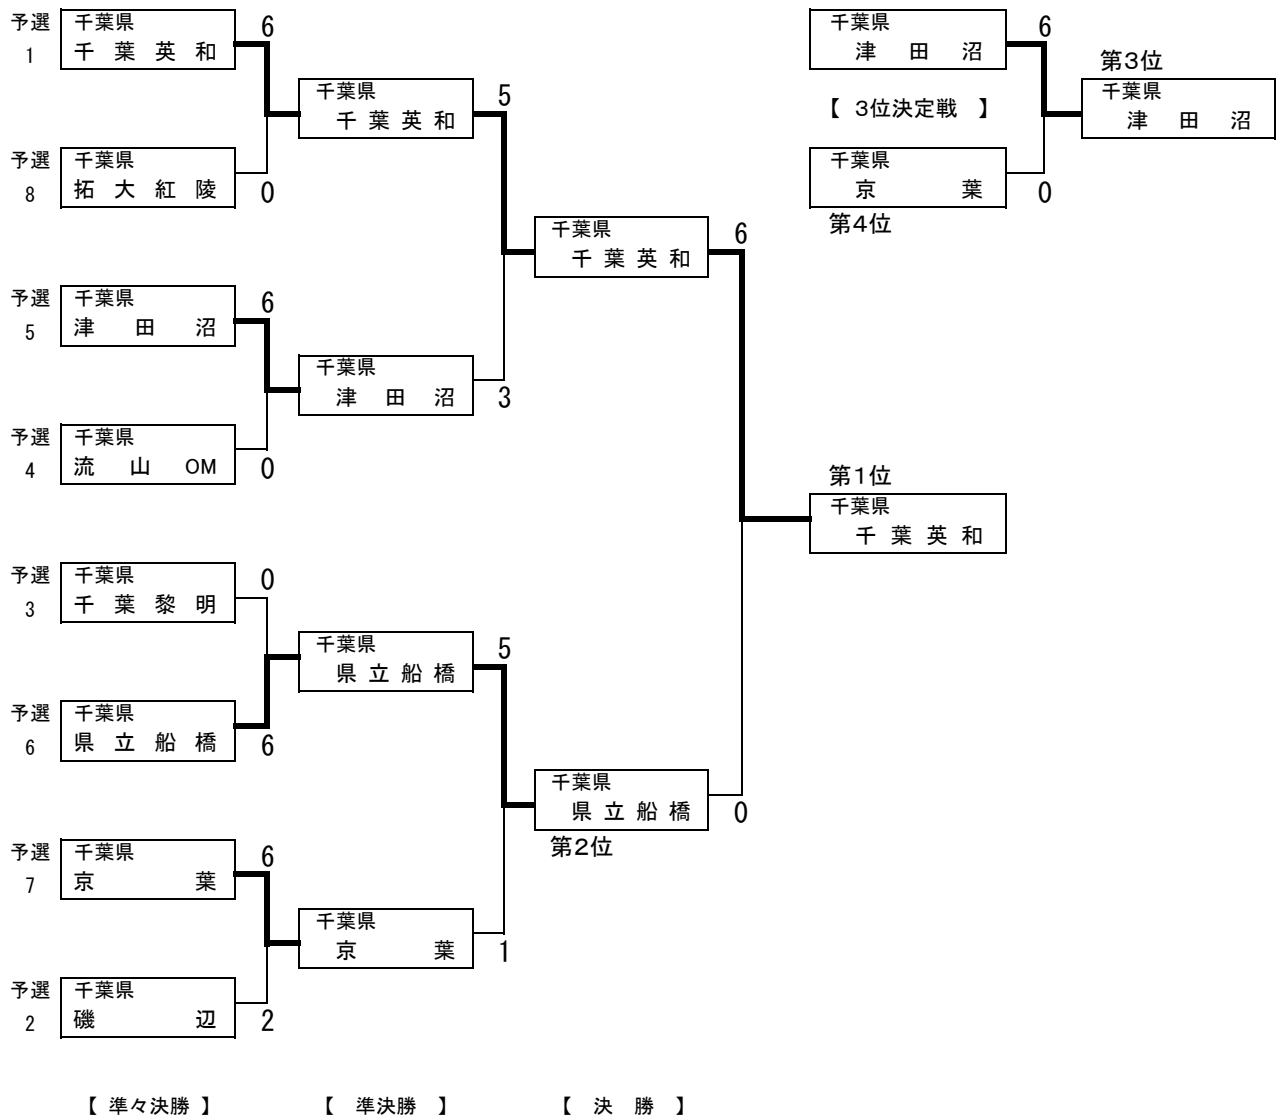 予選 1 千葉県 6
千葉英和
予選 8 千葉県
拓大紅陵 0
千葉県 5
千葉英和
予選 5 千葉県 6
津田沼
予選 4 千葉県
流山OM 0
千葉県
津田沼 3
千葉県 6
千葉英和
予選 3 千葉県 0
千葉黎明
予選 6 千葉県
県立船橋 6
千葉県 5
県立船橋
予選 7 千葉県 6
京葉
予選 2 千葉県
磯辺 2
千葉県
京葉 1
千葉県
県立船橋 0
第2位
第1位
千葉県
千葉英和
千葉県 6
津田沼
【 3位決定戦 】
千葉県
京葉 0
第4位
第3位
千葉県
津田沼
【 準々決勝 】 【 準決勝 】 【 決 勝 】